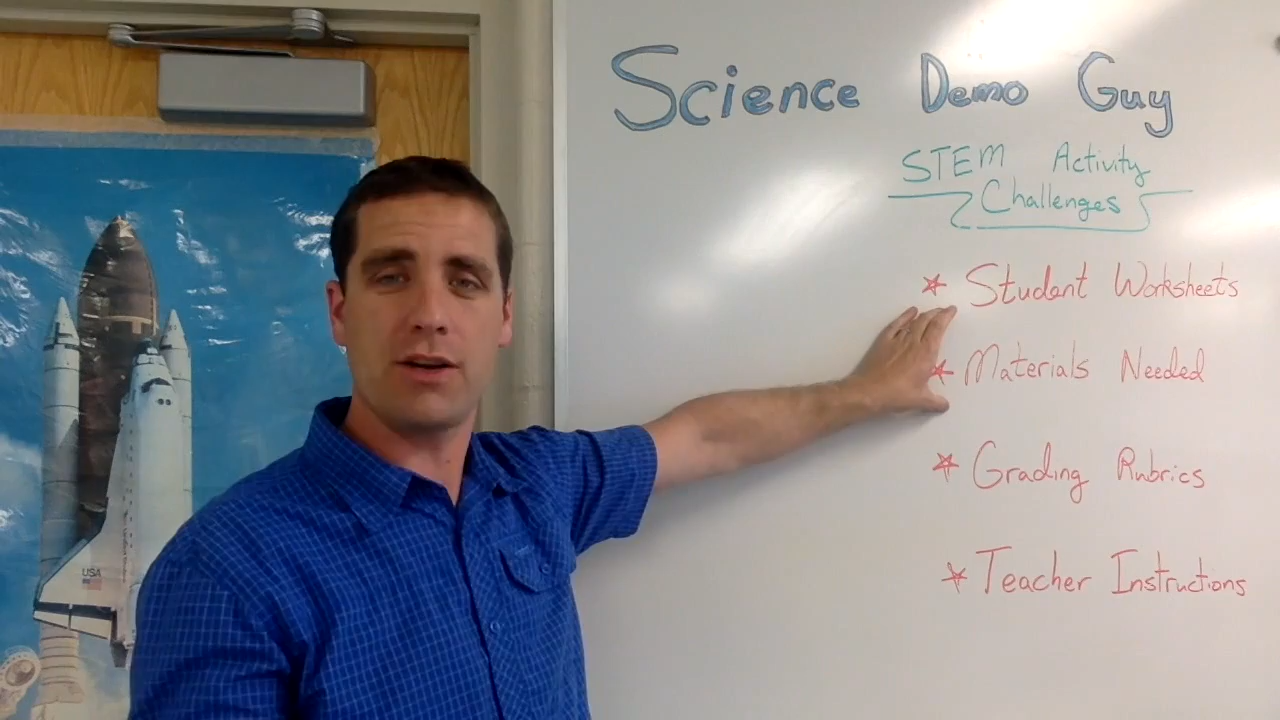 Science Demo Guy
STEM Activity
Challenges
Student Worksheets
Materials Needed
Grading Rubrics
Teacher Instructions
USA